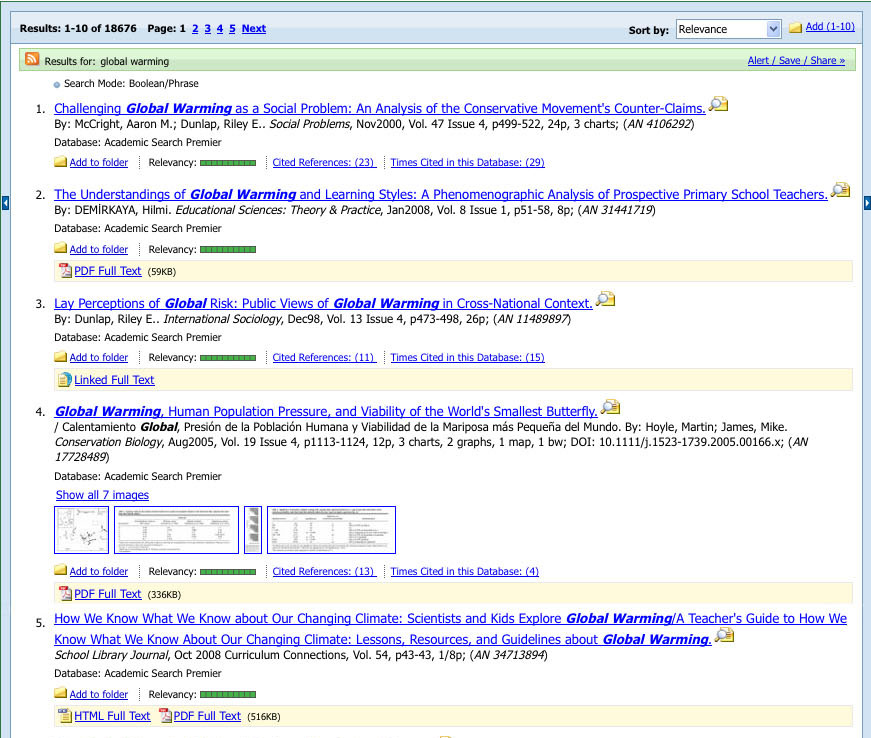 Results: 1-10 of 18676 Page: 1 2 3 4 5 Next
Sort by: Relevance Add (1-10)
Results for: global warming Alert / Save / Share »
Search Mode: Boolean/Phrase
1. Challenging Global Warming as a Social Problem: An Analysis of the Conservative Movement's Counter-Claims.
By: McCright, Aaron M.; Dunlap, Riley E.. Social Problems, Nov2000, Vol. 47 Issue 4, p499-522, 24p, 3 charts; (AN 4106292)
Database: Academic Search Premier
Add to folder Relevancy: Cited References: (23) Times Cited in this Database: (29)
2. The Understandings of Global Warming and Learning Styles: A Phenomenographic Analysis of Prospective Primary School Teachers.
By: DEMİRKAYA, Hilmi. Educational Sciences: Theory & Practice, Jan2008, Vol. 8 Issue 1, p51-58, 8p; (AN 31441719)
Database: Academic Search Premier
Add to folder Relevancy:
PDF Full Text (59KB)
3. Lay Perceptions of Global Risk: Public Views of Global Warming in Cross-National Context.
By: Dunlap, Riley E.. International Sociology, Dec98, Vol. 13 Issue 4, p473-498, 26p; (AN 11489897)
Database: Academic Search Premier
Add to folder Relevancy: Cited References: (11) Times Cited in this Database: (15)
Linked Full Text
4. Global Warming, Human Population Pressure, and Viability of the World's Smallest Butterfly.
/ Calentamiento Global, Presión de la Población Humana y Viabilidad de la Mariposa más Pequeña del Mundo. By: Hoyle, Martin; James, Mike.
Conservation Biology, Aug2005, Vol. 19 Issue 4, p1113-1124, 12p, 3 charts, 2 graphs, 1 map, 1 bw; DOI: 10.1111/j.1523-1739.2005.00166.x; (AN
17728489)
Database: Academic Search Premier
Show all 7 images
Add to folder Relevancy: Cited References: (13) Times Cited in this Database: (4)
PDF Full Text (336KB)
5. How We Know What We Know about Our Changing Climate: Scientists and Kids Explore Global Warming/A Teacher's Guide to How We
Know What We Know About Our Changing Climate: Lessons, Resources, and Guidelines about Global Warming.
School Library Journal, Oct 2008 Curriculum Connections, Vol. 54, p43-43, 1/8p; (AN 34713894)
Database: Academic Search Premier
Add to folder Relevancy:
HTML Full Text PDF Full Text (516KB)